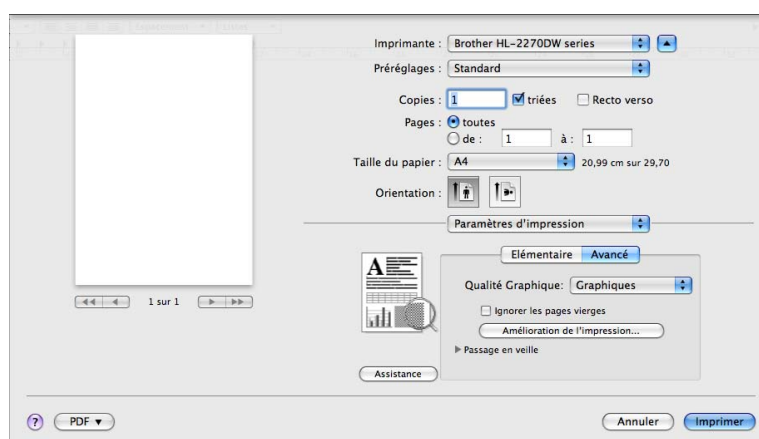 Imprimante : Brother HL-2270DW series
Préréglages : Standard
Copies : 1 triées Recto verso
Pages : toutes
de : 1 à : 1
Taille du papier : A4 20,99 cm sur 29,70
Orientation :
Paramètres d'impression
Elémentaire Avancé
Qualité Graphique: Graphiques
Ignorer les pages vierges
Amélioration de l'impression...
Passage en veille
Assistance
1 sur 1
? PDF Annuler Imprimer